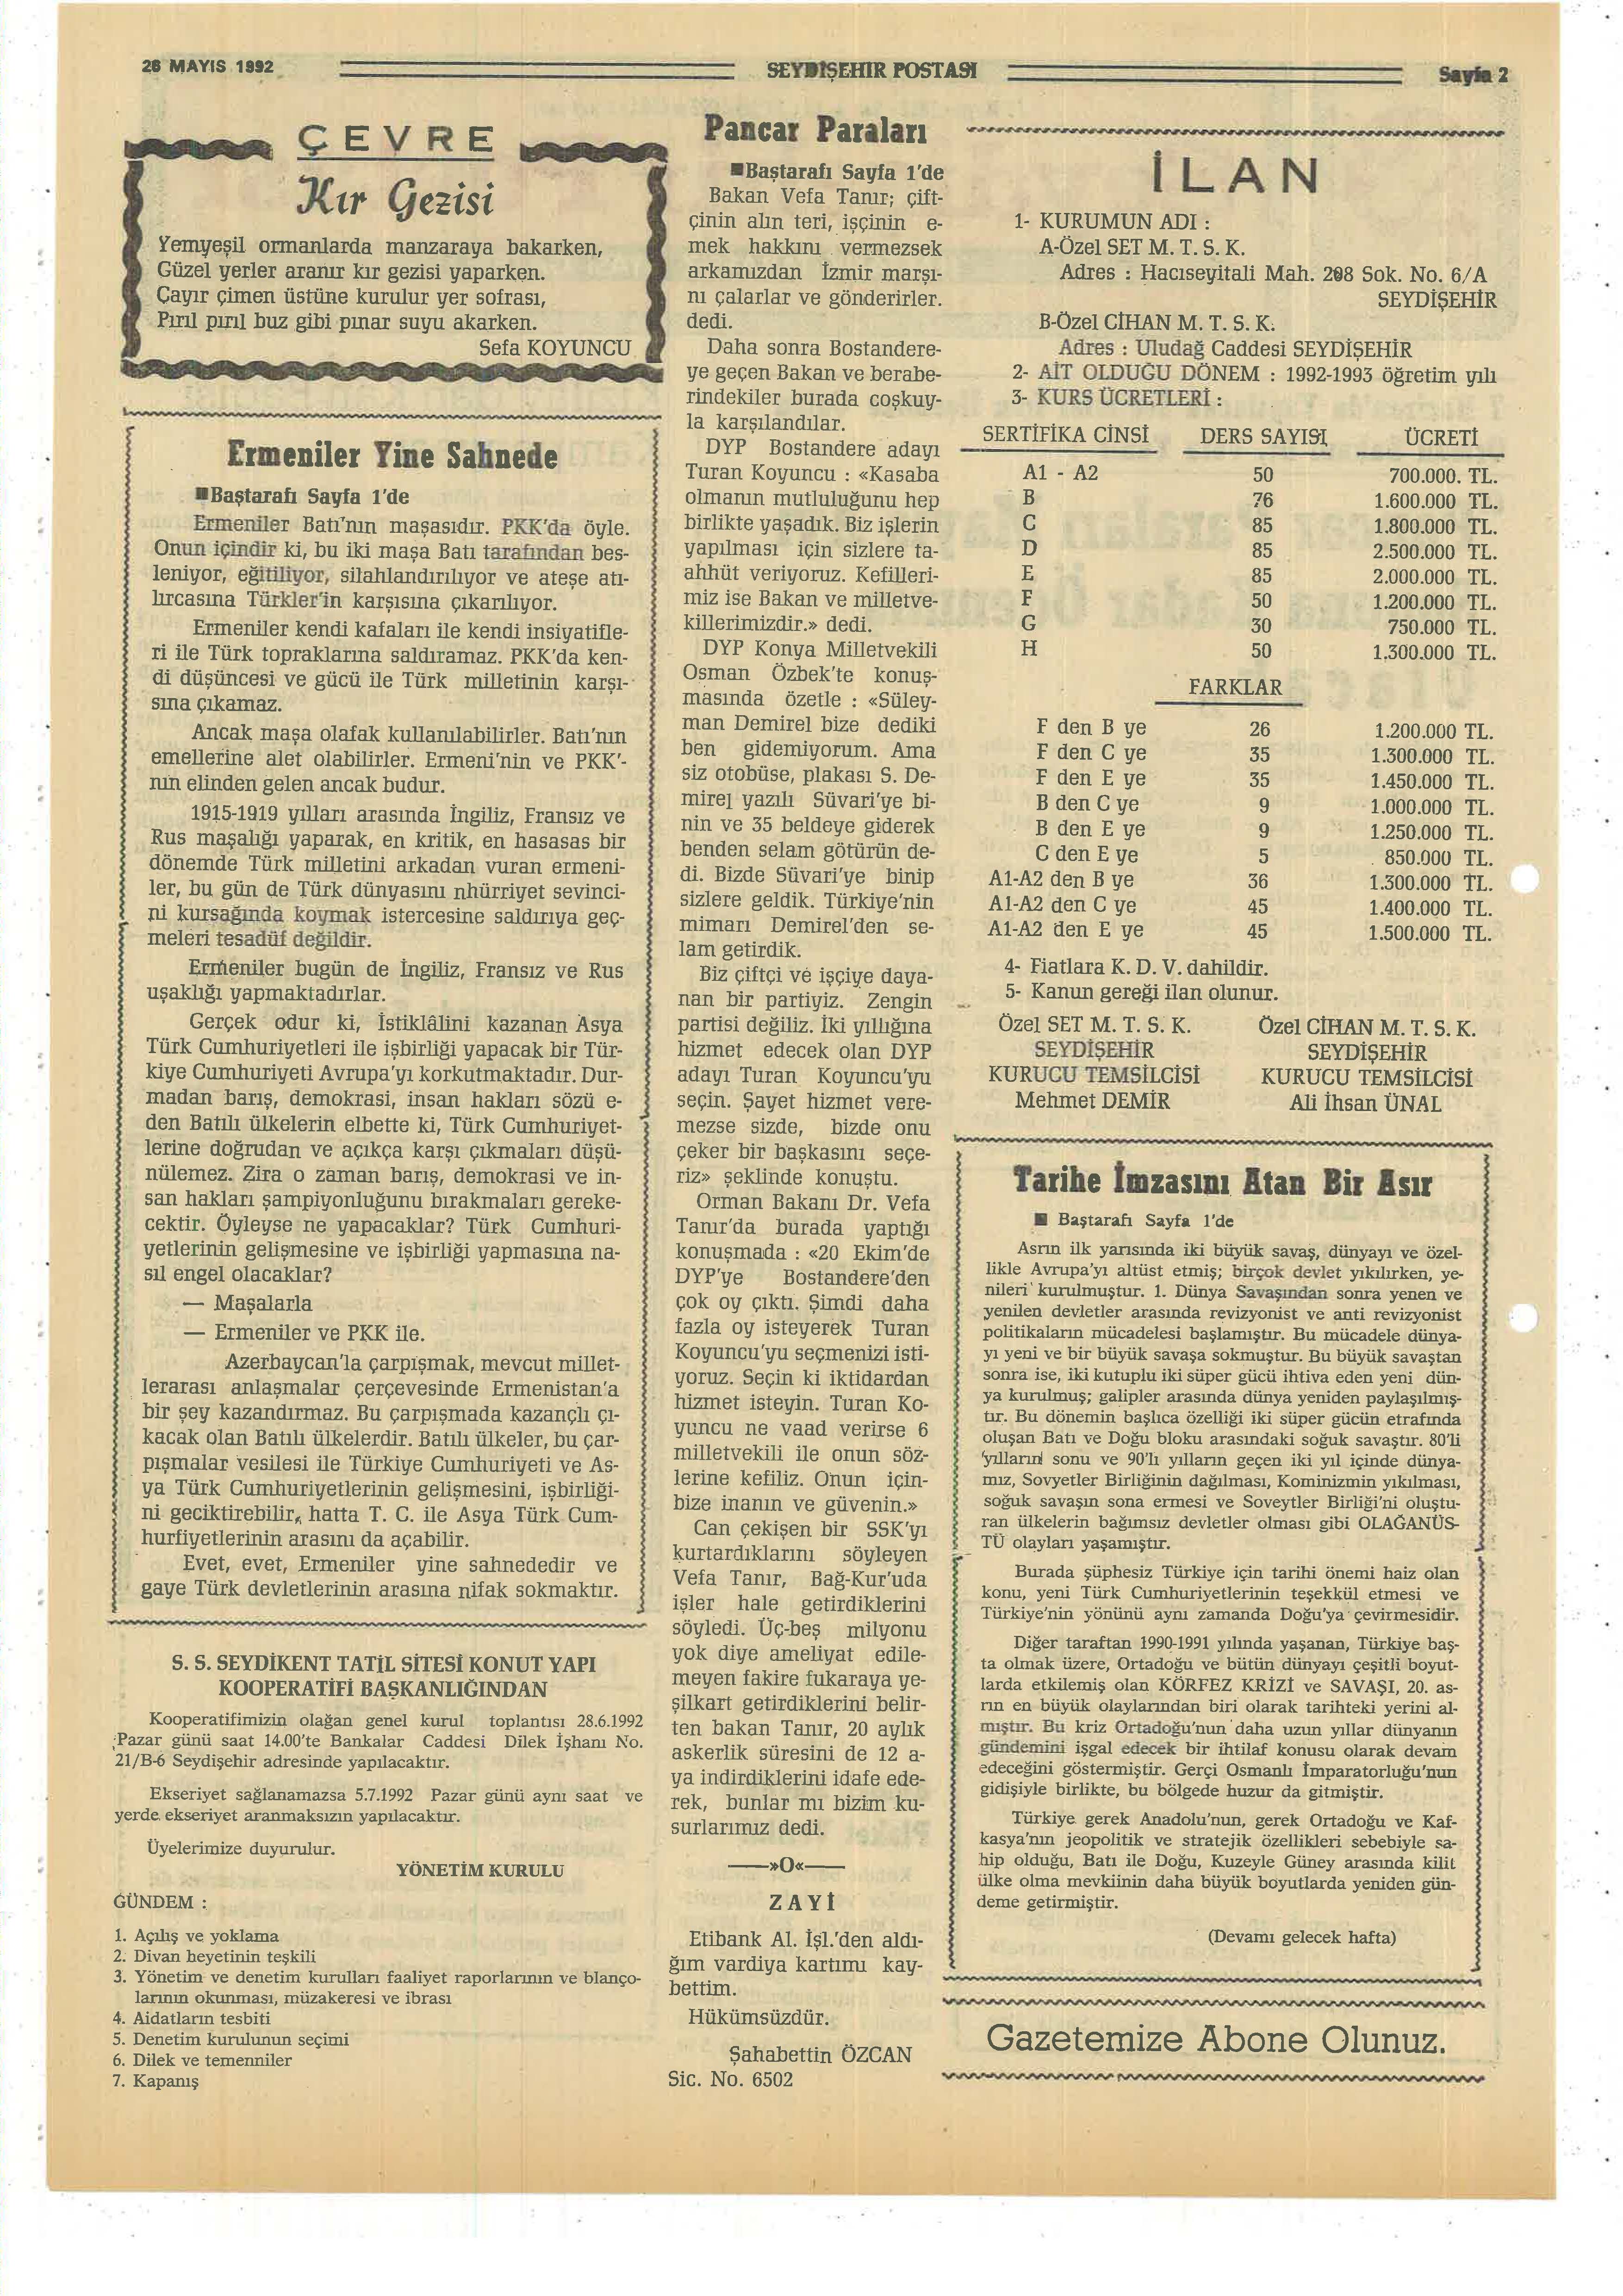 26 MAYIS 1992
SEYDİŞEHİR POSTASI
Sayfa 2
ÇEVRE
Kır Gezisi
Yemyeşil ormanlarda manzaraya bakarken,
Güzel yerler aranır kır gezisi yaparken.
Çayır çimen üstüne kurulur yer sofrası,
Pırıl pırıl buz gibi pınar suyu akarken.
Sefa KOYUNCU
Ermeniler Yine Sahnede
■Baştarafı Sayfa 1'de
Ermeniler Batı'nın maşasıdır. PKK'da öyle.
Onun içindir ki, bu iki maşa Batı tarafından bes-
leniyor, eğitiliyor, silahlandırılıyor ve ateşe atı-
lırcasına Türkler'in karşısına çıkarılıyor.
Ermeniler kendi kafaları ile kendi insiyatifle-
ri ile Türk topraklarına saldıramaz. PKK'da ken-
di düşüncesi ve gücü ile Türk milletinin karşı-
sına çıkamaz.
Ancak maşa olafak kullanılabilirler. Batı'nın
emellerine alet olabilirler. Ermeni'nin ve PKK'-
nın elinden gelen ancak budur.
1915-1919 yılları arasında İngiliz, Fransız ve
Rus maşalığı yaparak, en kritik, en hasasas bir
dönemde Türk milletini arkadan vuran ermeni-
ler, bu gün de Türk dünyasını nhürriyet sevinci-
ni kursağında koymak istercesine saldırıya geç-
meleri tesadüf değildir.
Ermeniler bugün de İngiliz, Fransız ve Rus
uşaklığı yapmaktadırlar.
Gerçek odur ki, İstiklâlini kazanan Asya
Türk Cumhuriyetleri ile işbirliği yapacak bir Tür-
kiye Cumhuriyeti Avrupa'yı korkutmaktadır. Dur-
madan barış, demokrasi, insan hakları sözü e-
den Batılı ülkelerin elbette ki, Türk Cumhuriyet-
lerine doğrudan ve açıkça karşı çıkmaları düşü-
nülemez. Zira o zaman barış, demokrasi ve in-
san hakları şampiyonluğunu bırakmaları gereke-
cektir. Öyleyse ne yapacaklar? Türk Cumhuri-
yetlerinin gelişmesine ve işbirliği yapmasına na-
sıl engel olacaklar?
— Maşalarla
— Ermeniler ve PKK ile.
Azerbaycan'la çarpışmak, mevcut millet-
lerarası anlaşmalar çerçevesinde Ermenistan'a
bir şey kazandırmaz. Bu çarpışmada kazançlı çı-
kacak olan Batılı ülkelerdir. Batılı ülkeler, bu çar-
pışmalar vesilesi ile Türkiye Cumhuriyeti ve As-
ya Türk Cumhuriyetlerinin gelişmesini, işbirliği-
ni geciktirebilir, hatta T. C. ile Asya Türk Cum-
hurfiyetlerinin arasını da açabilir.
Evet, evet, Ermeniler yine sahnededir ve
gaye Türk devletlerinin arasına nifak sokmaktır.
S. S. SEYDİKENT TATİL SİTESİ KONUT YAPI
KOOPERATİFİ BAŞKANLIĞINDAN
Kooperatifimizin olağan genel kurul toplantısı 28.6.1992
Pazar günü saat 14.00'te Bankalar Caddesi Dilek İşhanı No.
21/B-6 Seydişehir adresinde yapılacaktır.
Ekseriyet sağlanamazsa 5.7.1992 Pazar günü aynı saat ve
yerde ekseriyet aranmaksızın yapılacaktır.
Üyelerimize duyurulur.
YÖNETİM KURULU
GÜNDEM :
1. Açılış ve yoklama
2. Divan heyetinin teşkili
3. Yönetim ve denetim kurulları faaliyet raporlarının ve blanço-
larının okunması, müzakeresi ve ibrası
4. Aidatların tesbiti
5. Denetim kurulunun seçimi
6. Dilek ve temenniler
7. Kapanış
Pancar Paraları
■Baştarafı Sayfa 1'de
Bakan Vefa Tanır; çift-
çinin alın teri, işçinin e-
mek hakkını vermezsek
arkamızdan İzmir marşı-
nı çalarlar ve gönderirler.
dedi.
Daha sonra Bostandere-
ye geçen Bakan ve berabe-
rindekiler burada coşkuy-
la karşılandılar.
DYP Bostandere adayı
Turan Koyuncu : «Kasaba
olmanın mutluluğunu hep
birlikte yaşadık. Biz işlerin
yapılması için sizlere ta-
ahhüt veriyoruz. Kefilleri-
miz ise Bakan ve milletve-
killerimizdir.» dedi.
DYP Konya Milletvekili
Osman Özbek'te konuş-
masında özetle : «Süley-
man Demirel bize dediki
ben gidemiyorum. Ama
siz otobüse, plakası S. De-
mirel yazılı Süvari'ye bi-
nin ve 35 beldeye giderek
benden selam götürün de-
di. Bizde Süvari'ye binip
sizlere geldik. Türkiye'nin
mimarı Demirel'den se-
lam getirdik.
Biz çiftçi ve işçiye daya-
nan bir partiyiz. Zengin
partisi değiliz. İki yıllığına
hizmet edecek olan DYP
adayı Turan Koyuncu'yu
seçin. Şayet hizmet vere-
mezse sizde, bizde onu
çeker bir başkasını seçe-
riz» şeklinde konuştu.
Orman Bakanı Dr. Vefa
Tanır'da burada yaptığı
konuşmada : «20 Ekim'de
DYP'ye Bostandere'den
çok oy çıktı. Şimdi daha
fazla oy isteyerek Turan
Koyuncu'yu seçmenizi isti-
yoruz. Seçin ki iktidardan
hizmet isteyin. Turan Ko-
yuncu ne vaad verirse 6
milletvekili ile onun söz-
lerine kefiliz. Onun için-
bize inanın ve güvenin.»
Can çekişen bir SSK'yı
kurtardıklarını söyleyen
Vefa Tanır, Bağ-Kur'uda
işler hale getirdiklerini
söyledi. Üç-beş milyonu
yok diye ameliyat edile-
meyen fakire fukaraya ye-
şilkart getirdiklerini belir-
ten bakan Tanır, 20 aylık
askerlik süresini de 12 a-
ya indirdiklerini idafe ede-
rek, bunlar mı bizim ku-
surlarımız dedi.
——»O«——
ZAYİ
Etibank Al. İşl.'den aldı-
ğım vardiya kartımı kay-
bettim.
Hükümsüzdür.
Şahabettin ÖZCAN
Sic. No. 6502
İLAN
1- KURUMUN ADI :
A-Özel SET M. T. S. K.
Adres : Hacıseyitali Mah. 208 Sok. No. 6/A
SEYDİŞEHİR
B-Özel CİHAN M. T. S. K.
Adres : Uludağ Caddesi SEYDİŞEHİR
2- AİT OLDUĞU DÖNEM : 1992-1993 öğretim yılı
3- KURS ÜCRETLERİ :
SERTİFİKA CİNSİ DERS SAYISI ÜCRETİ
A1 - A2 50 700.000. TL.
B 76 1.600.000 TL.
C 85 1.800.000 TL.
D 85 2.500.000 TL.
E 85 2.000.000 TL.
F 50 1.200.000 TL.
G 30 750.000 TL.
H 50 1.300.000 TL.
FARKLAR
F den B ye 26 1.200.000 TL.
F den C ye 35 1.300.000 TL.
F den E ye 35 1.450.000 TL.
B den C ye 9 1.000.000 TL.
B den E ye 9 1.250.000 TL.
C den E ye 5 850.000 TL.
A1-A2 den B ye 36 1.300.000 TL.
A1-A2 den C ye 45 1.400.000 TL.
A1-A2 den E ye 45 1.500.000 TL.
4- Fiatlara K. D. V. dahildir.
5- Kanun gereği ilan olunur.
Özel SET M. T. S. K. Özel CİHAN M. T. S. K.
SEYDİŞEHİR SEYDİŞEHİR
KURUCU TEMSİLCİSİ KURUCU TEMSİLCİSİ
Mehmet DEMİR Ali İhsan ÜNAL
Tarihe İmzasını Atan Bir Asır
■ Baştarafı Sayfa 1'de
Asrın ilk yarısında iki büyük savaş, dünyayı ve özel-
likle Avrupa'yı altüst etmiş; birçok devlet yıkılırken, ye-
nileri kurulmuştur. 1. Dünya Savaşından sonra yenen ve
yenilen devletler arasında revizyonist ve anti revizyonist
politikaların mücadelesi başlamıştır. Bu mücadele dünya-
yı yeni ve bir büyük savaşa sokmuştur. Bu büyük savaştan
sonra ise, iki kutuplu iki süper gücü ihtiva eden yeni dün-
ya kurulmuş; galipler arasında dünya yeniden paylaşılmış-
tır. Bu dönemin başlıca özelliği iki süper gücün etrafında
oluşan Batı ve Doğu bloku arasındaki soğuk savaştır. 80'li
yılların sonu ve 90'lı yılların geçen iki yıl içinde dünya-
mız, Sovyetler Birliğinin dağılması, Kominizmin yıkılması,
soğuk savaşın sona ermesi ve Soveytler Birliği'ni oluştu-
ran ülkelerin bağımsız devletler olması gibi OLAĞANÜS-
TÜ olayları yaşamıştır.
Burada şüphesiz Türkiye için tarihi önemi haiz olan
konu, yeni Türk Cumhuriyetlerinin teşekkül etmesi ve
Türkiye'nin yönünü aynı zamanda Doğu'ya çevirmesidir.
Diğer taraftan 1990-1991 yılında yaşanan, Türkiye baş-
ta olmak üzere, Ortadoğu ve bütün dünyayı çeşitli boyut-
larda etkilemiş olan KÖRFEZ KRİZİ ve SAVAŞI, 20. as-
rın en büyük olaylarından biri olarak tarihteki yerini al-
mıştır. Bu kriz Ortadoğu'nun daha uzun yıllar dünyanın
gündemini işgal edecek bir ihtilaf konusu olarak devam
edeceğini göstermiştir. Gerçi Osmanlı İmparatorluğu'nun
gidişiyle birlikte, bu bölgede huzur da gitmiştir.
Türkiye gerek Anadolu'nun, gerek Ortadoğu ve Kaf-
kasya'nın jeopolitik ve stratejik özellikleri sebebiyle sa-
hip olduğu, Batı ile Doğu, Kuzeyle Güney arasında kilit
ülke olma mevkiinin daha büyük boyutlarda yeniden gün-
deme getirmiştir.
(Devamı gelecek hafta)
Gazetemize Abone Olunuz.